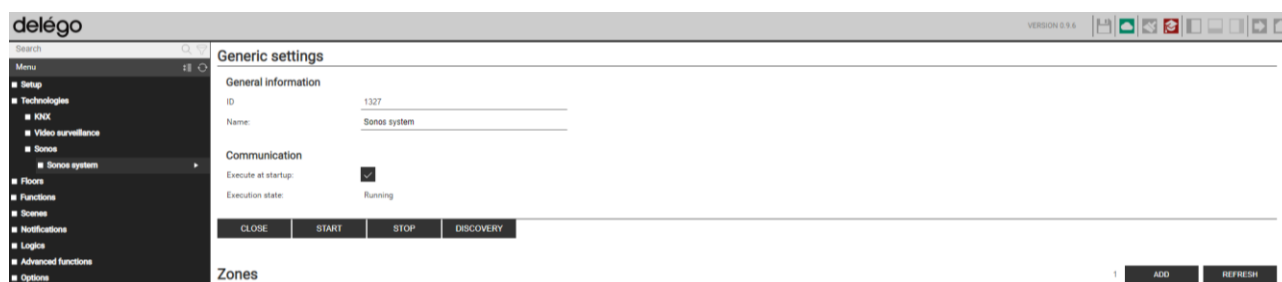 delégo
VERSION 0.9.6
Search
Menu
Setup
Technologies
KNX
Video surveillance
Sonos
Sonos system
Floors
Functions
Scenes
Notifications
Logics
Advanced functions
Options
Generic settings
General information
ID 1327
Name: Sonos system
Communication
Execute at startup:
Execution state: Running
CLOSE START STOP DISCOVERY
Zones 1 ADD REFRESH